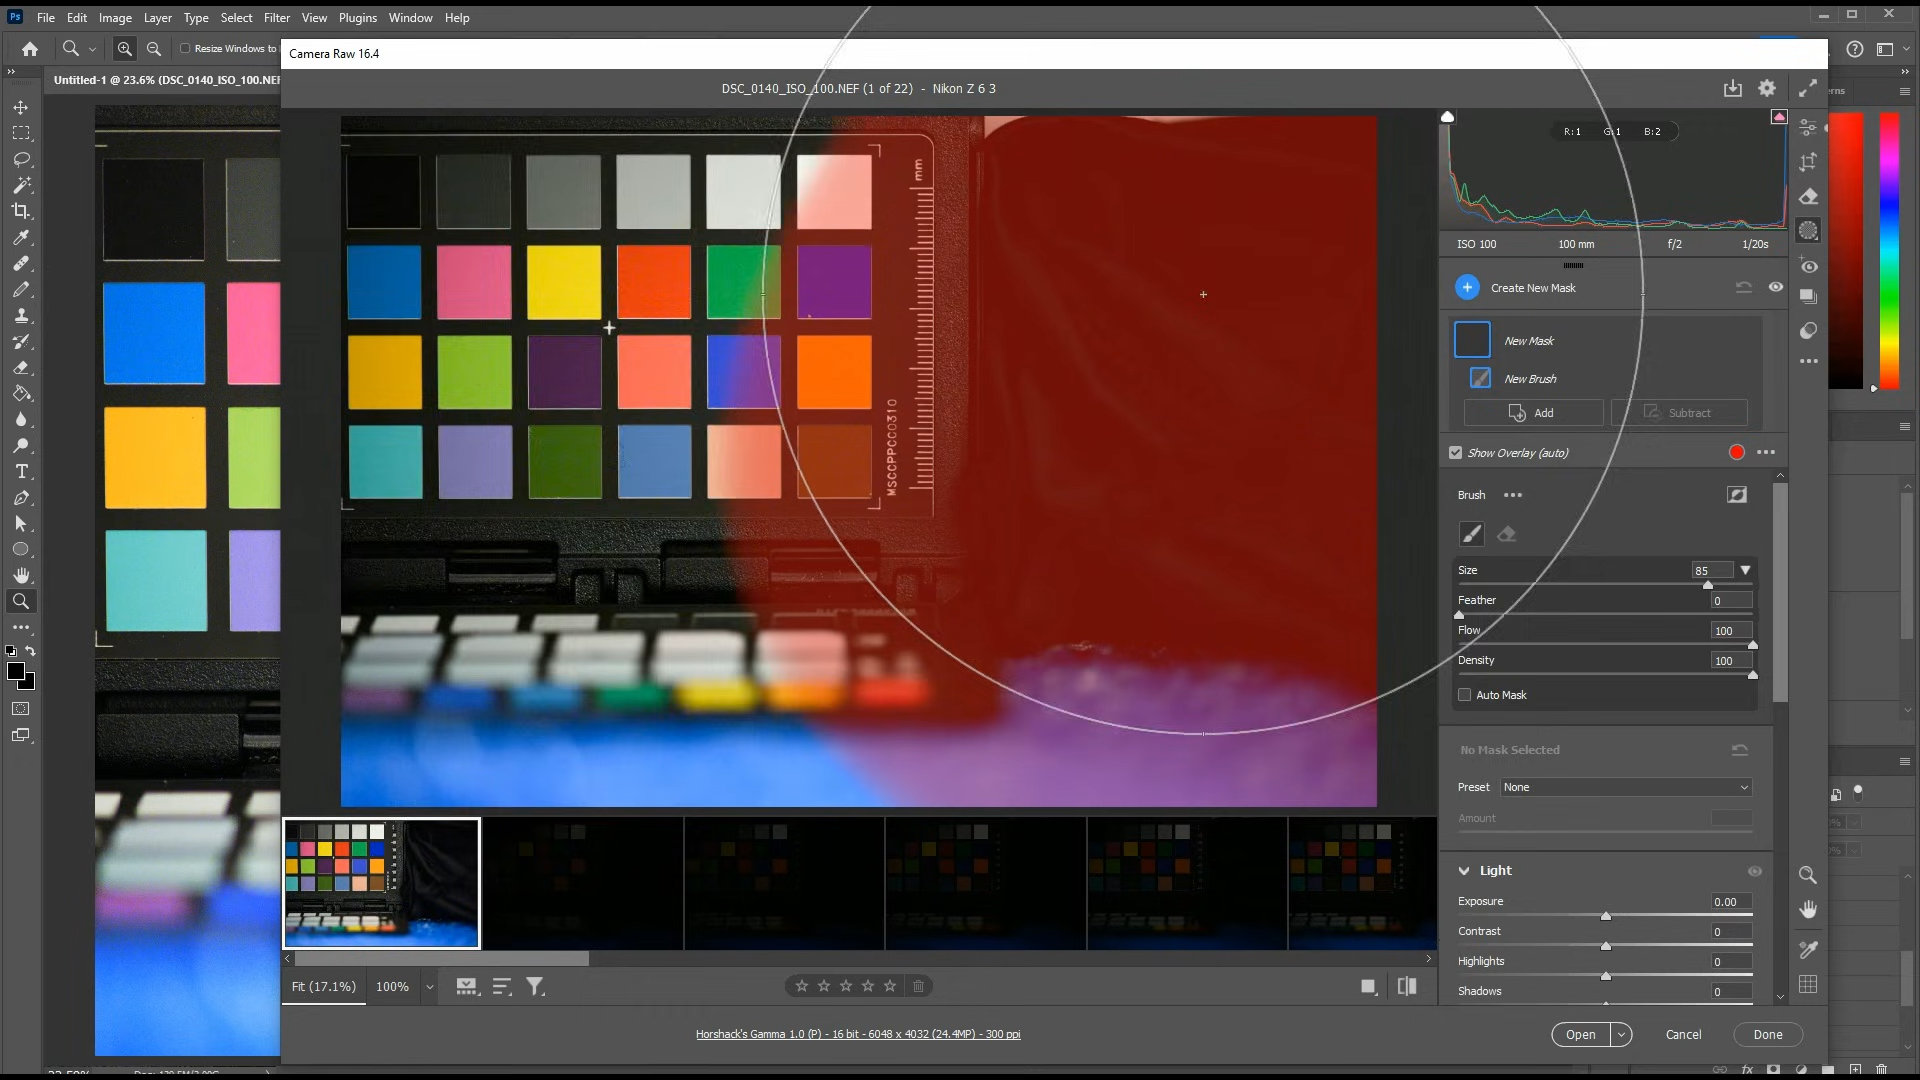 Ps File Edit Image Layer Type Select Filter View Plugins Window Help
Resize Windows to
Camera Raw 16.4
Untitled-1 @ 23.6% (DSC_0140_ISO_100.NEF
DSC_0140_ISO_100.NEF (1 of 22) - Nikon Z 6 3
R:1 G:1 B:2
mm
ISO 100 100 mm f/2 1/20s
Create New Mask
New Mask
New Brush
Add Subtract
MSCCPPCC0310
Show Overlay (auto)
Brush
Size 85
Feather 0
Flow 100
Density 100
Auto Mask
No Mask Selected
Preset None
Amount
Light
Exposure 0.00
Contrast 0
Highlights 0
Shadows 0
Fit (17.1%) 100%
Horshack's Gamma 1.0 (P) - 16 bit - 6048 x 4032 (24.4MP) - 300 ppi
Open Cancel Done
fx